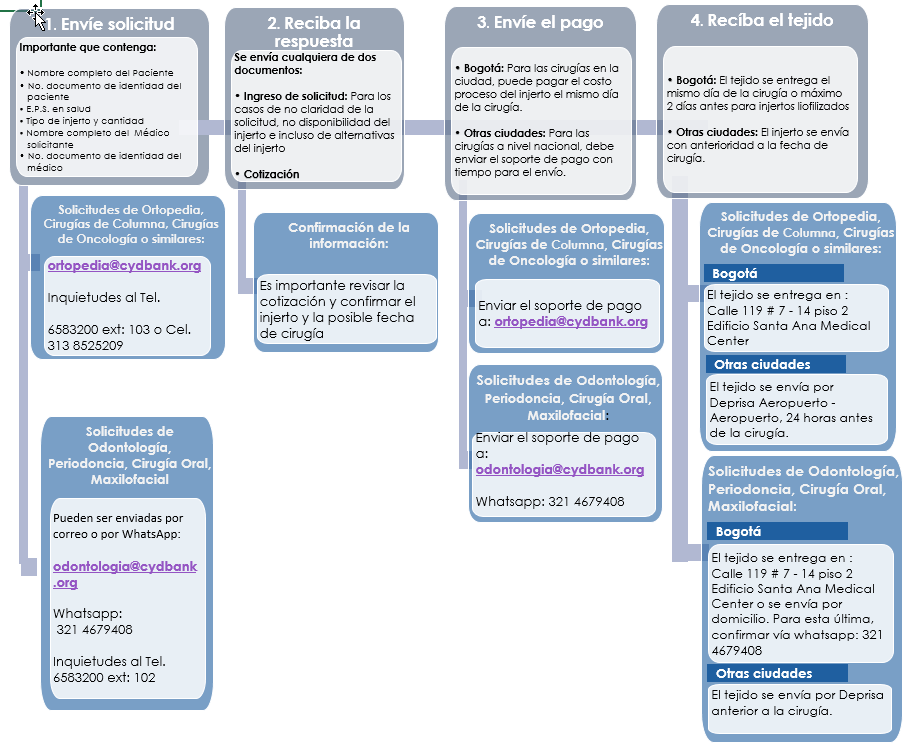 1. Envíe solicitud
Importante que contenga:
• Nombre completo del Paciente
• No. documento de identidad del
paciente
• E.P.S. en salud
• Tipo de injerto y cantidad
• Nombre completo del Médico
solicitante
• No. documento de identidad del
médico
Solicitudes de Ortopedia,
Cirugías de Columna, Cirugías
de Oncología o similares:
ortopedia@cydbank.org
Inquietudes al Tel.
6583200 ext: 103 o Cel.
313 8525209
Solicitudes de
Odontología,
Periodoncia, Cirugía Oral,
Maxilofacial
Pueden ser enviadas por
correo o por WhatsApp:
odontologia@cydbank
.org
Whatsapp:
321 4679408
Inquietudes al Tel.
6583200 ext: 102
2. Reciba la
respuesta
Se envía cualquiera de dos
documentos:
• Ingreso de solicitud: Para los
casos de no claridad de la
solicitud, no disponibilidad del
injerto e incluso de alternativas
del injerto
• Cotización
Confirmación de la
información:
Es importante revisar la
cotización y confirmar el
injerto y la posible fecha
de cirugía
3. Envíe el pago
• Bogotá: Para las cirugías en la
ciudad, puede pagar el costo
proceso del injerto el mismo día
de la cirugía.
• Otras ciudades: Para las
cirugías a nivel nacional, debe
enviar el soporte de pago con
tiempo para el envío.
Solicitudes de Ortopedia,
Cirugías de Columna, Cirugías
de Oncología o similares:
Enviar el soporte de pago
a: ortopedia@cydbank.org
Solicitudes de Odontología,
Periodoncia, Cirugía Oral,
Maxilofacial:
Enviar el soporte de pago
a:
odontologia@cydbank.org
Whatsapp: 321 4679408
4. Recíba el tejido
• Bogotá: El tejido se entrega el
mismo día de la cirugía o máximo
2 días antes para injertos liofilizados
• Otras ciudades: El injerto se envía
con anterioridad a la fecha de
cirugía.
Solicitudes de Ortopedia,
Cirugías de Columna, Cirugías
de Oncología o similares:
Bogotá
El tejido se entrega en :
Calle 119 # 7 - 14 piso 2
Edificio Santa Ana Medical
Center
Otras ciudades
El tejido se envía por
Deprisa Aeropuerto -
Aeropuerto, 24 horas antes
de la cirugía.
Solicitudes de Odontología,
Periodoncia, Cirugía Oral,
Maxilofacial:
Bogotá
El tejido se entrega en :
Calle 119 # 7 - 14 piso 2
Edificio Santa Ana Medical
Center o se envía por
domicilio. Para esta última,
confirmar vía whatsapp: 321
4679408
Otras ciudades
El tejido se envía por Deprisa
anterior a la cirugía.